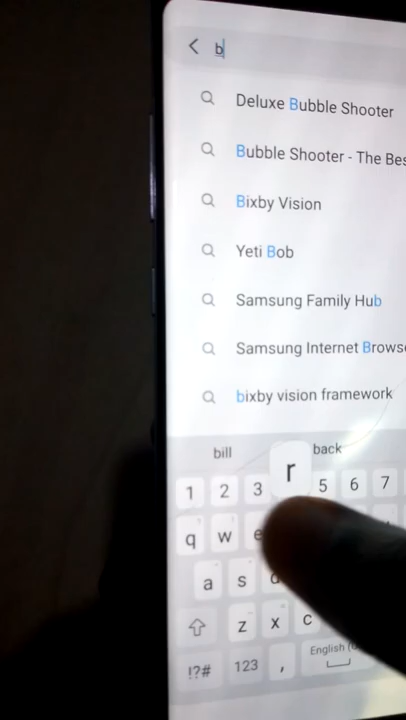 b
Deluxe Bubble Shooter
Bubble Shooter - The Bes
Bixby Vision
Yeti Bob
Samsung Family Hub
Samsung Internet Brows
bixby vision framework
bill back
r
1 2 3 5 6 7
q w e
a s d
z x c
!?# 123 , English (